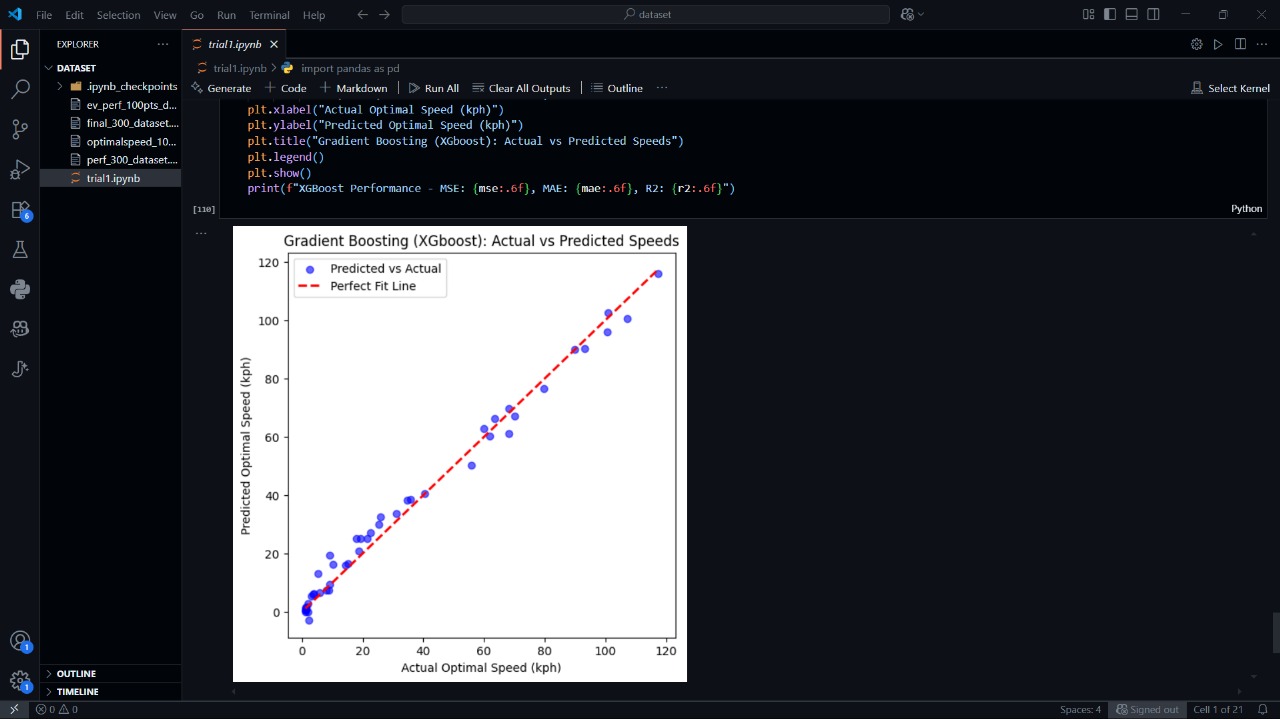 File Edit Selection View Go Run Terminal Help
dataset
EXPLORER
trial1.ipynb
DATASET
trial1.ipynb > import pandas as pd
.ipynb_checkpoints
Generate + Code + Markdown Run All Clear All Outputs Outline ...
Select Kernel
ev_perf_100pts_d...
final_300_dataset....
optimalspeed_10...
perf_300_dataset....
trial1.ipynb
plt.xlabel("Actual Optimal Speed (kph)")
plt.ylabel("Predicted Optimal Speed (kph)")
plt.title("Gradient Boosting (XGboost): Actual vs Predicted Speeds")
plt.legend()
plt.show()
print(f"XGBoost Performance - MSE: {mse:.6f}, MAE: {mae:.6f}, R2: {r2:.6f}")
[110]
Python
6
Gradient Boosting (XGboost): Actual vs Predicted Speeds
Predicted vs Actual
Perfect Fit Line
Predicted Optimal Speed (kph)
120
100
80
60
40
20
0
0 20 40 60 80 100 120
Actual Optimal Speed (kph)
1
1
OUTLINE
TIMELINE
0 0
Spaces: 4 Signed out Cell 1 of 21